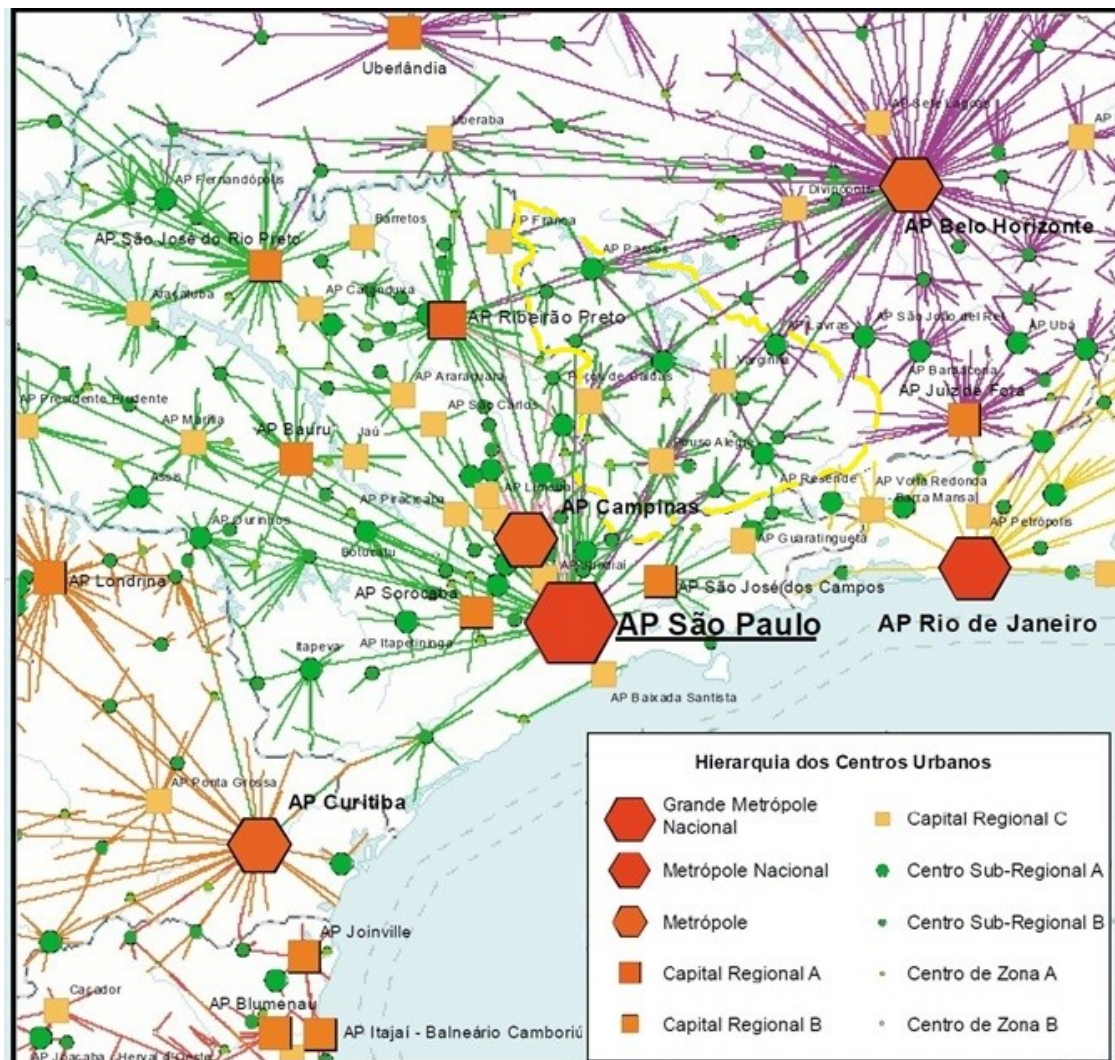 Uberlândia
Uberaba
AP Sete Lagoas
AP
AP Fernandópolis
Divinópolis
AP São José do Rio Preto
Barretos
P Franca
AP Passos
AP Belo Horizonte
Araçatuba
AP Catanduva
AP Ribeirão Preto
AP Lavras
AP São João del Rei
AP Ubá
AP Barbacena
AP Juiz de Fora
Varginha
Poços de Caldas
AP Araraquara
AP São Carlos
AP Presidente Prudente
AP Marília
AP Bauru
Jaú
Pouso Alegre
Assis
AP Piracicaba
AP Limeira
AP Resende
AP Volta Redonda
- Barra Mansa
AP Campinas
AP Petrópolis
AP Ourinhos
Botucatu
AP Guaratinguetá
AP Jundiaí
AP Londrina
AP Sorocaba
AP São José dos Campos
AP São Paulo
AP Rio de Janeiro
AP Itapetininga
Itapeva
AP Baixada Santista
AP Ponta Grossa
AP Curitiba
AP Joinville
Caçador
AP Blumenau
AP Itajaí - Balneário Camboriú
AP Joaçaba - Herval d'Oeste
Hierarquia dos Centros Urbanos
Grande Metrópole
Nacional
Metrópole Nacional
Metrópole
Capital Regional A
Capital Regional B
Capital Regional C
Centro Sub-Regional A
Centro Sub-Regional B
Centro de Zona A
Centro de Zona B